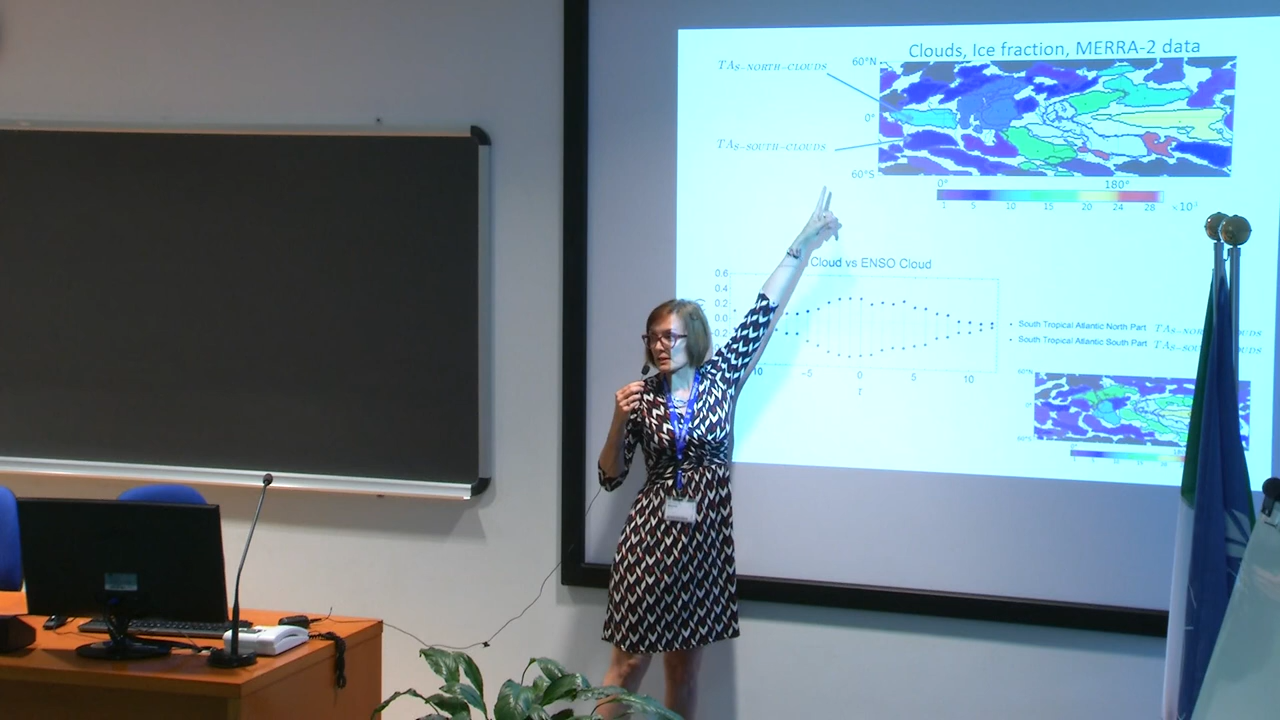 Clouds, Ice fraction, MERRA-2 data
TAS-NORTH-CLOUDS
60°N
0°
TAS-SOUTH-CLOUDS
60°S
0° 180°
1 5 10 15 20 24 28
Cloud vs ENSO Cloud
0.6
0.4
0.2
0.0
0.2
South Tropical Atlantic North Part
South Tropical Atlantic South Part
10 −5 0 5 10
t